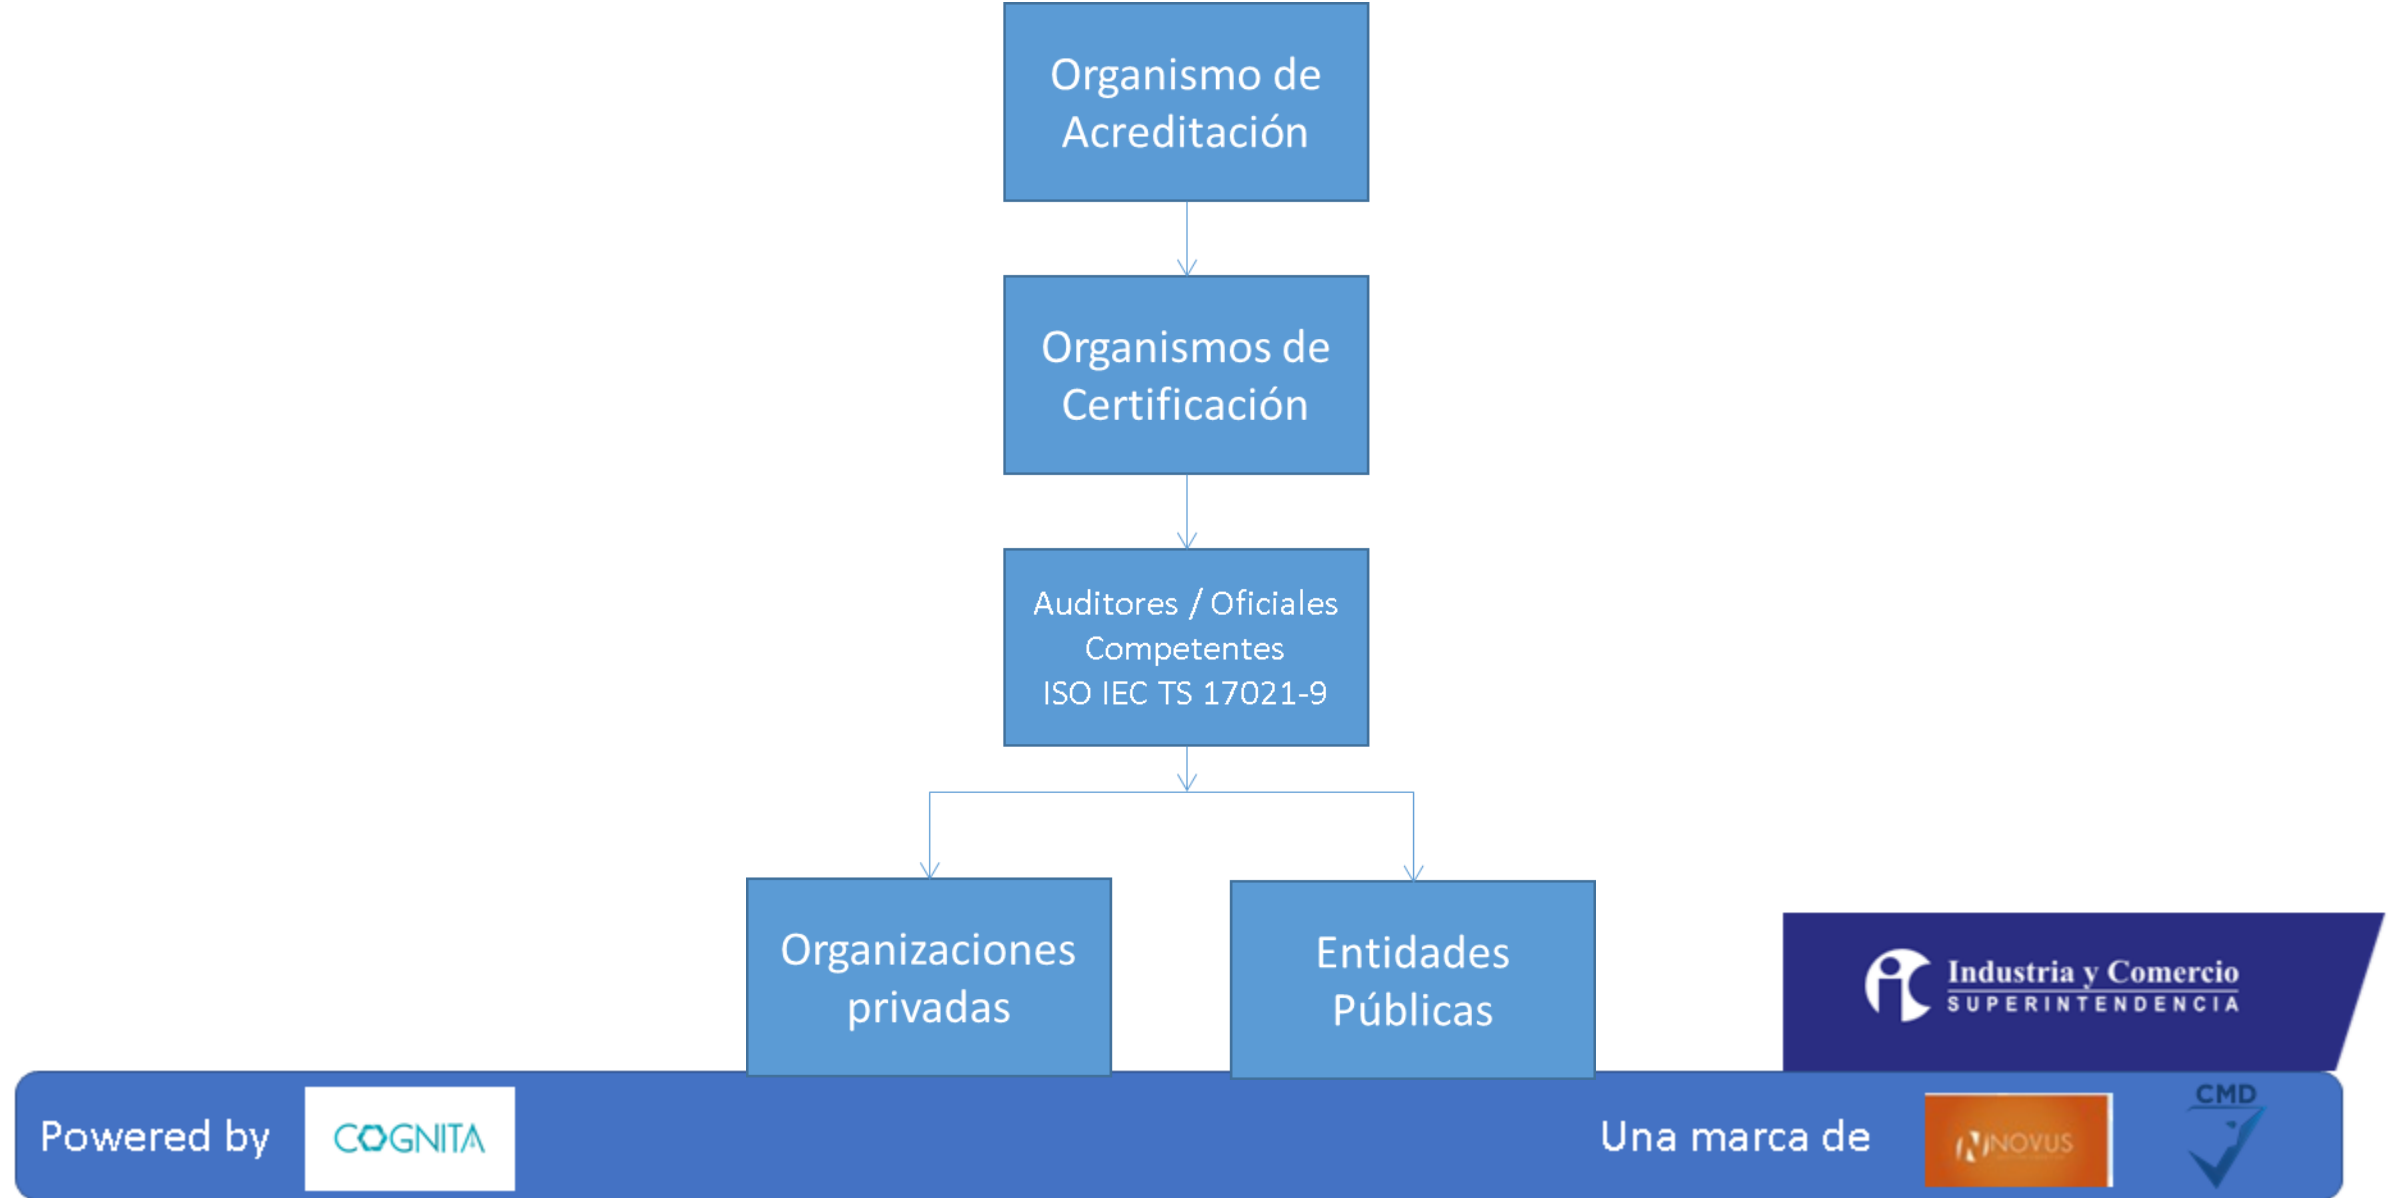 Organismo de
Acreditación
Organismos de
Certificación
Auditores / Oficiales
Competentes
ISO IEC TS 17021-9
Organizaciones
privadas
Entidades
Públicas
Industria y Comercio
SUPERINTENDENCIA
Powered by
COGNITA
Una marca de
NOVUS
CMD